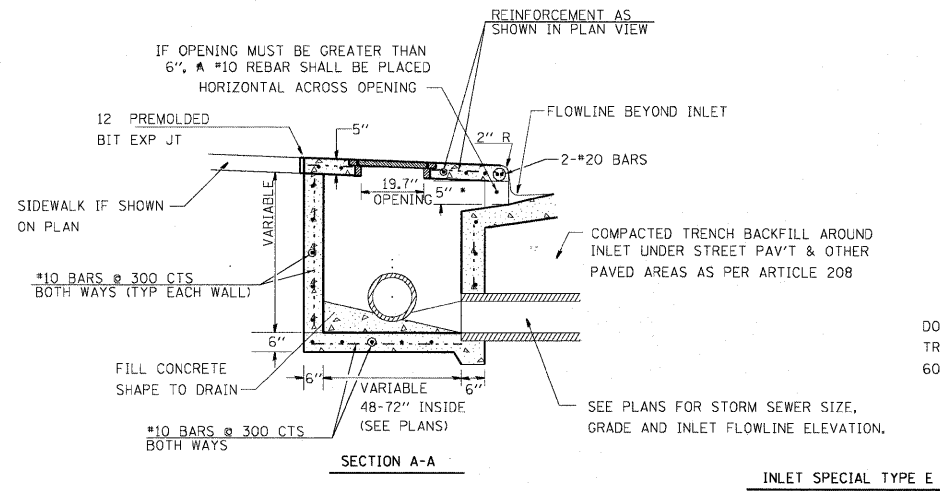 REINFORCEMENT AS
SHOWN IN PLAN VIEW
IF OPENING MUST BE GREATER THAN
6", A #10 REBAR SHALL BE PLACED
HORIZONTAL ACROSS OPENING
FLOWLINE BEYOND INLET
12 PREMOLDED
BIT EXP JT
5"
2" R
2-#20 BARS
19.7"
OPENING
5"
*
VARIABLE
SIDEWALK IF SHOWN
ON PLAN
COMPACTED TRENCH BACKFILL AROUND
INLET UNDER STREET PAV'T & OTHER
PAVED AREAS AS PER ARTICLE 208
#10 BARS @ 300 CTS
BOTH WAYS (TYP EACH WALL)
6"
DO
TR
60
FILL CONCRETE
SHAPE TO DRAIN
6"
VARIABLE
48-72" INSIDE
(SEE PLANS)
6"
SEE PLANS FOR STORM SEWER SIZE,
GRADE AND INLET FLOWLINE ELEVATION.
#10 BARS @ 300 CTS
BOTH WAYS
SECTION A-A
INLET SPECIAL TYPE E